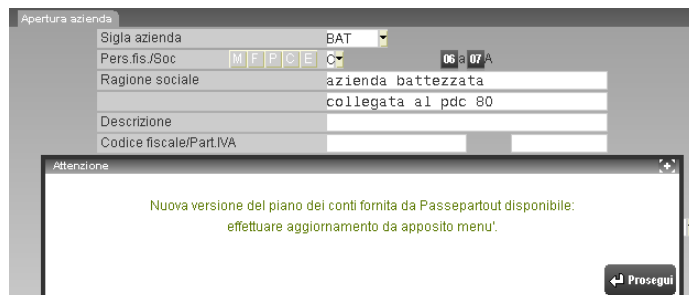 Apertura azienda
Sigla azienda BAT
Pers.fis./Soc M F P C E C 06 a 07 A
Ragione sociale azienda battezzata
collegata al pdc 80
Descrizione
Codice fiscale/Part.IVA
Attenzione [+]
Nuova versione del piano dei conti fornita da Passepartout disponibile:
effettuare aggiornamento da apposito menu'.
Prosegui